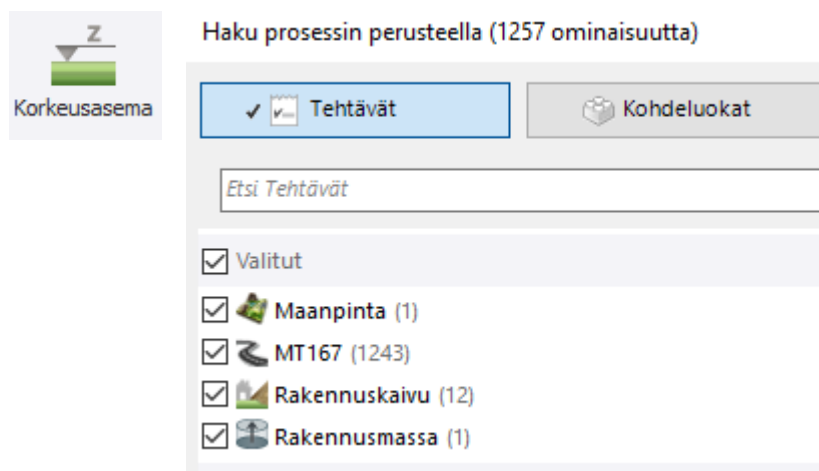 Z
Korkeusasema
Haku prosessin perusteella (1257 ominaisuutta)
Tehtävät
Kohdeluokat
Etsi Tehtävät
Valitut
Maanpinta (1)
MT167 (1243)
Rakennuskaivu (12)
Rakennusmassa (1)